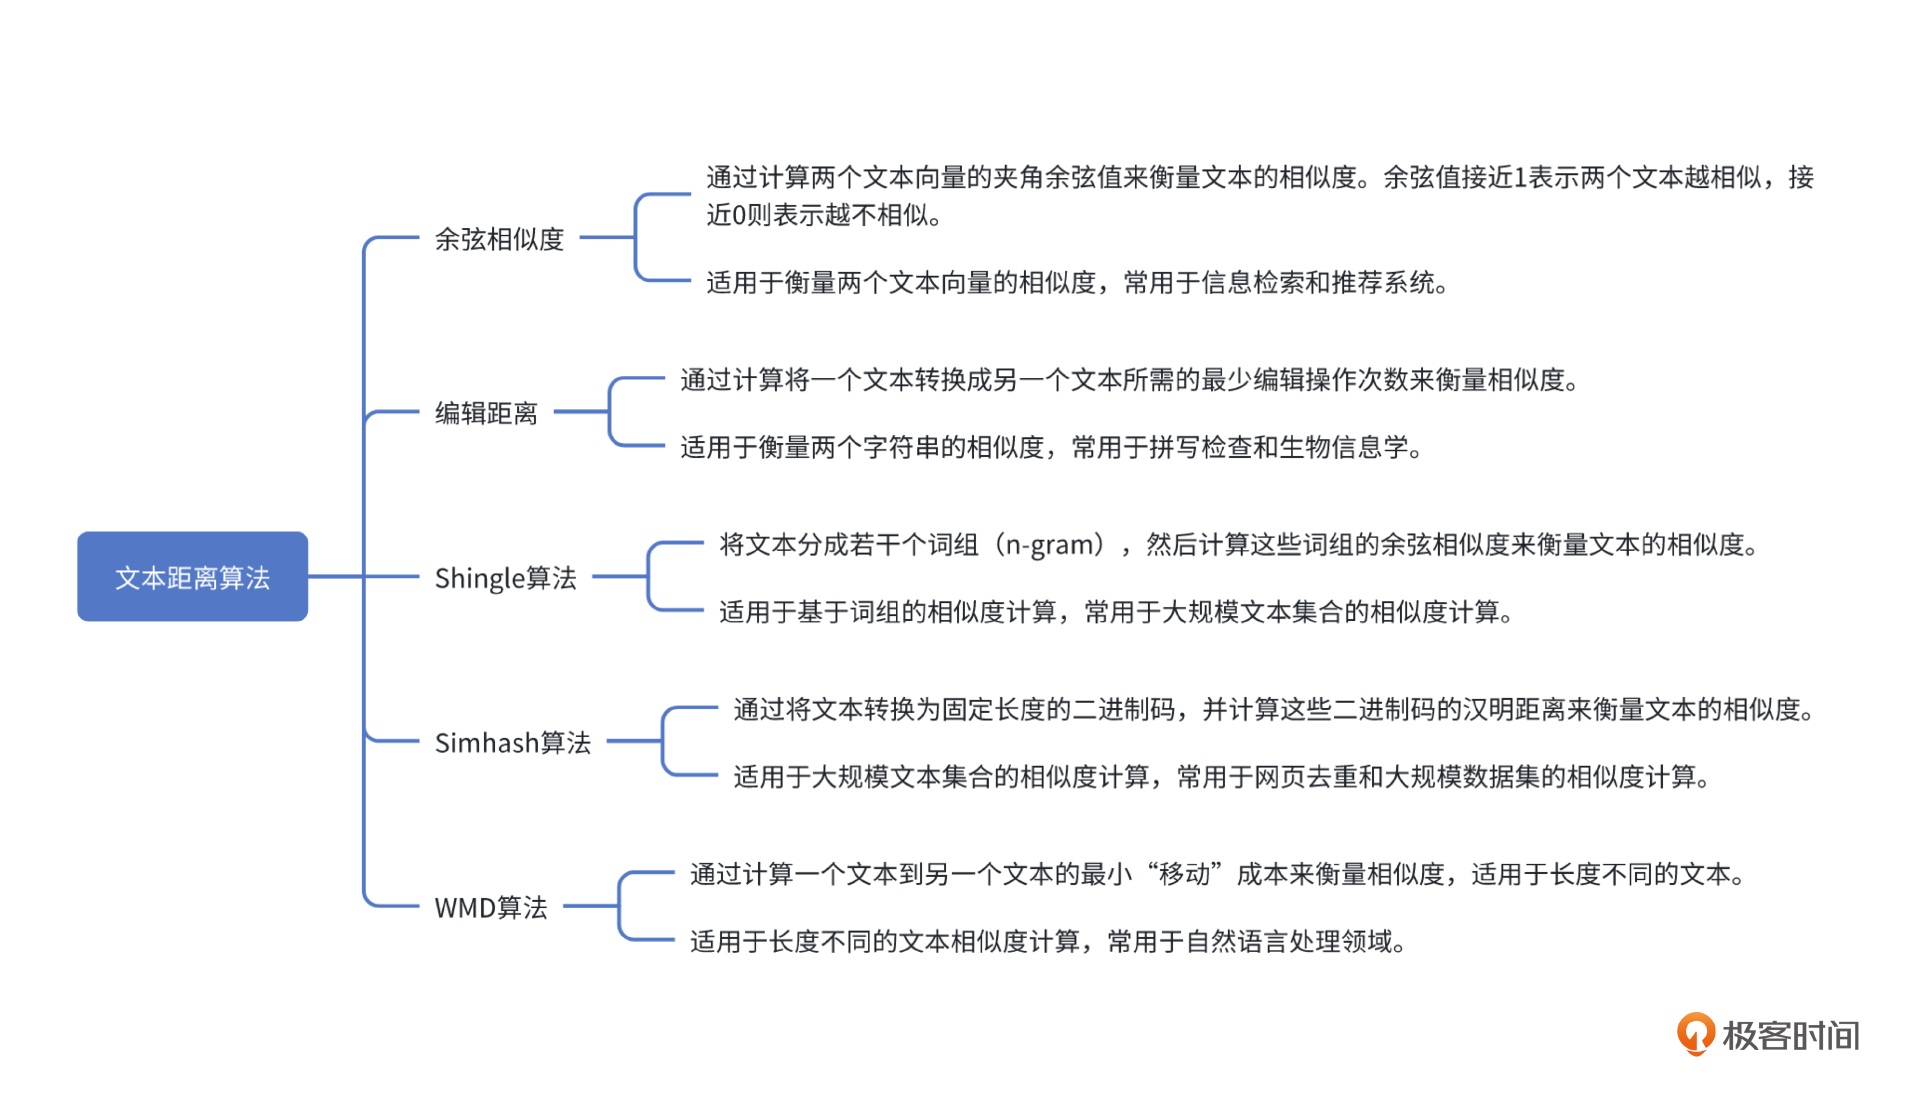 通过计算两个文本向量的夹角余弦值来衡量文本的相似度。余弦值接近1表示两个文本越相似，接
近0则表示越不相似。
余弦相似度
适用于衡量两个文本向量的相似度，常用于信息检索和推荐系统。
通过计算将一个文本转换成另一个文本所需的最少编辑操作次数来衡量相似度。
编辑距离
适用于衡量两个字符串的相似度，常用于拼写检查和生物信息学。
将文本分成若干个词组（n-gram），然后计算这些词组的余弦相似度来衡量文本的相似度。
文本距离算法
Shingle算法
适用于基于词组的相似度计算，常用于大规模文本集合的相似度计算。
通过将文本转换为固定长度的二进制码，并计算这些二进制码的汉明距离来衡量文本的相似度。
Simhash算法
适用于大规模文本集合的相似度计算，常用于网页去重和大规模数据集的相似度计算。
通过计算一个文本到另一个文本的最小“移动”成本来衡量相似度，适用于长度不同的文本。
WMD算法
适用于长度不同的文本相似度计算，常用于自然语言处理领域。
极客时间